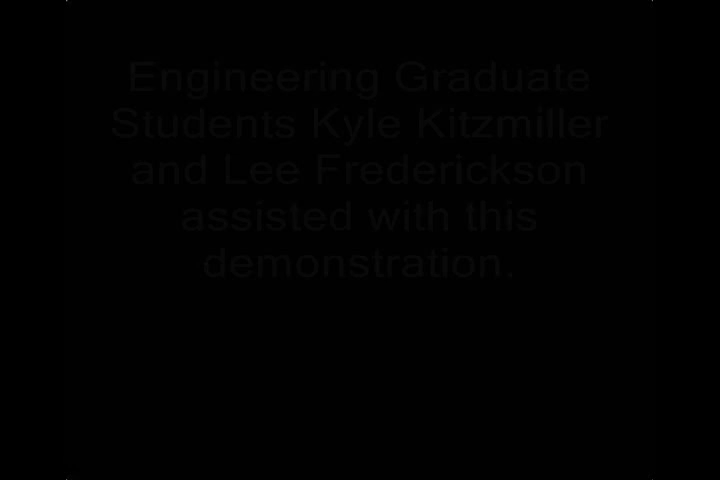 Engineering Graduate
Students Kyle Kitzmiller
and Lee Frederickson
assisted with this
demonstration.